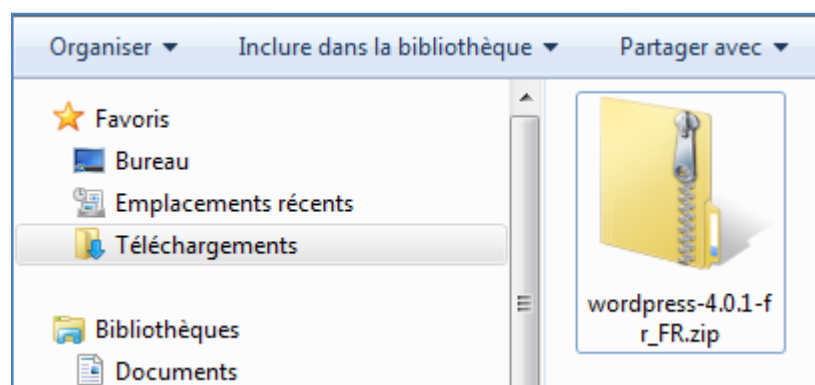 Organiser Inclure dans la bibliothèque Partager avec
Favoris
Bureau
Emplacements récents
Téléchargements
Bibliothèques
Documents
wordpress-4.0.1-f
r_FR.zip